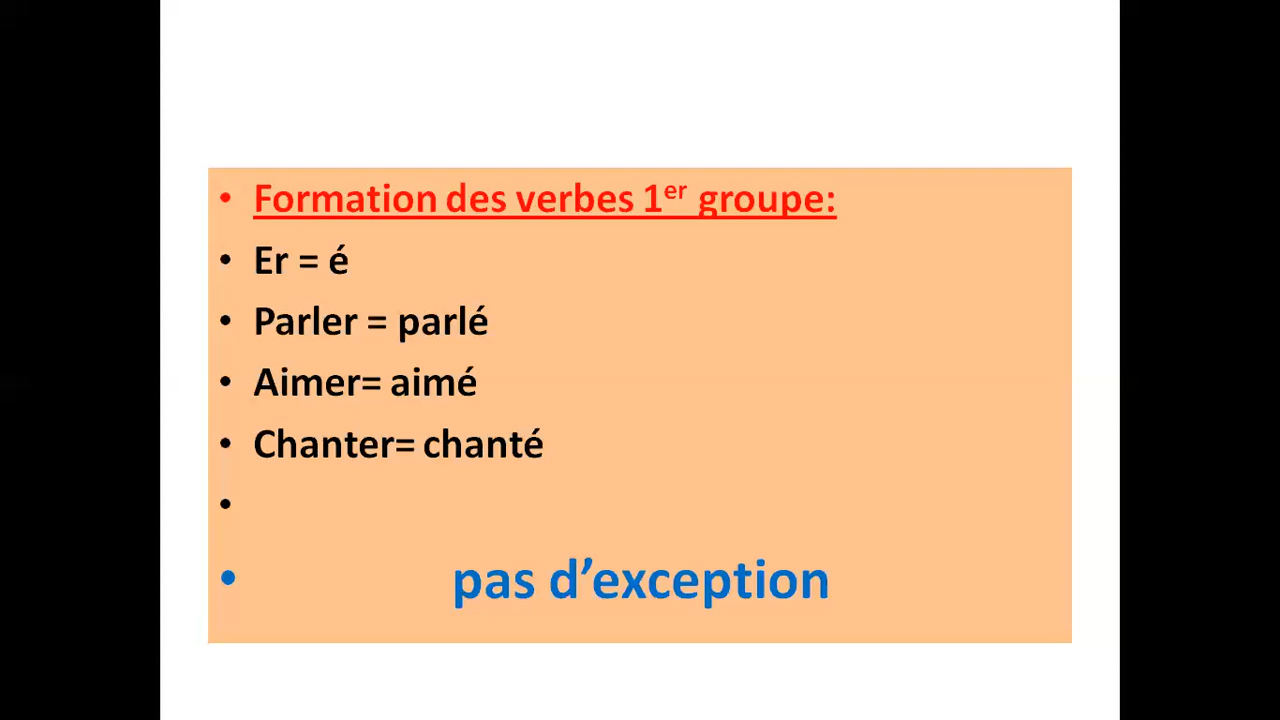 • Formation des verbes 1er groupe:
• Er = é
• Parler = parlé
• Aimer= aimé
• Chanter= chanté
•
• pas d’exception